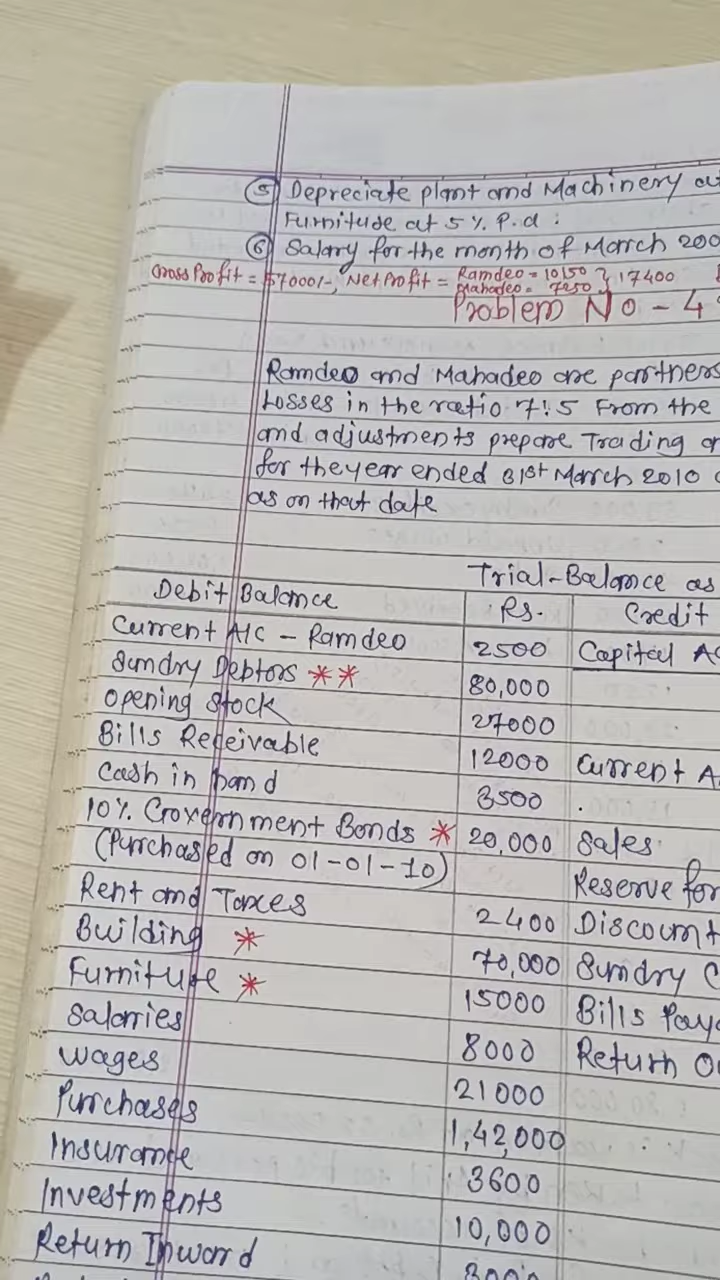 ⑤ Depreciate plant and Machinery at
Furnitude at 5 % P.a :
⑥ Salary for the month of March 200
Gross Profit = 57000/-, Net Profit = Ramdeo = 10150 } 17400
Mahadeo = 7250
Problem No - 4
Ramdeo and Mahadeo are partners
Losses in the ratio 7:5 From the
and adjustments prepare Trading
for the year ended 31st March 2010
as on that date
Trial-Balance as
Debit Balance Rs. Credit
Current A/C - Ramdeo 2500 Capital
Sundry Debtors ** 80,000
Opening Stock 27000
Bills Receivable 12000 Current
Cash in hand 3500
10% Government Bonds * 20,000 Sales
(Purchased on 01-01-10) Reserve for
Rent and Taxes 2400 Discount
Building * 70,000 Sundry
Furniture * 15000 Bills Pay
Salaries 8000 Return
Wages 21000
Purchases 1,42,000
Insurance 3600
Investments 10,000
Return Inward